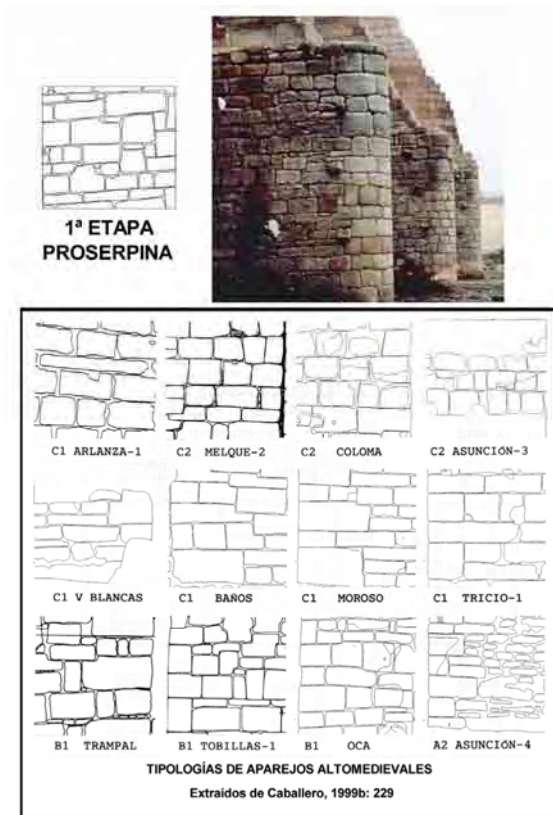 1ª ETAPA
PROSERPINA
C1 ARLANZA-1
C2 MELQUE-2
C2 COLOMA
C2 ASUNCIÓN-3
C1 V BLANCAS
C1 BAÑOS
C1 MOROSO
C1 TRICIO-1
B1 TRAMPAL
B1 TOBILLAS-1
B1 OCA
A2 ASUNCIÓN-4
TIPOLOGÍAS DE APAREJOS ALTOMEDIEVALES
Extraídos de Caballero, 1999b: 229